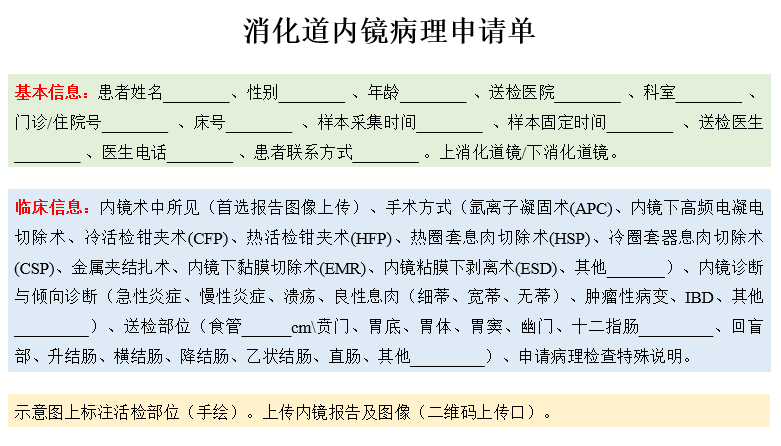 消化道内镜病理申请单
基本信息：患者姓名________、性别________ 、年龄________ 、送检医院________ 、科室________ 、
门诊/住院号________ 、床号________ 、样本采集时间________ 、样本固定时间________ 、送检医生
________ 、医生电话________ 、患者联系方式________ 。上消化道镜/下消化道镜。
临床信息：内镜术中所见（首选报告图像上传）、手术方式（氩离子凝固术(APC)、内镜下高频电凝电
切除术、冷活检钳夹术(CFP)、热活检钳夹术(HFP)、热圈套息肉切除术(HSP)、冷圈套器息肉切除术
(CSP)、金属夹结扎术、内镜下黏膜切除术(EMR)、内镜粘膜下剥离术(ESD)、其他_______）、内镜诊断
与倾向诊断（急性炎症、慢性炎症、溃疡、良性息肉（细蒂、宽蒂、无蒂）、肿瘤性病变、IBD、其他
_________）、送检部位（食管______cm\贲门、胃底、胃体、胃窦、幽门、十二指肠_________、回盲
部、升结肠、横结肠、降结肠、乙状结肠、直肠、其他_________）、申请病理检查特殊说明。
示意图上标注活检部位（手绘）。上传内镜报告及图像（二维码上传口）。